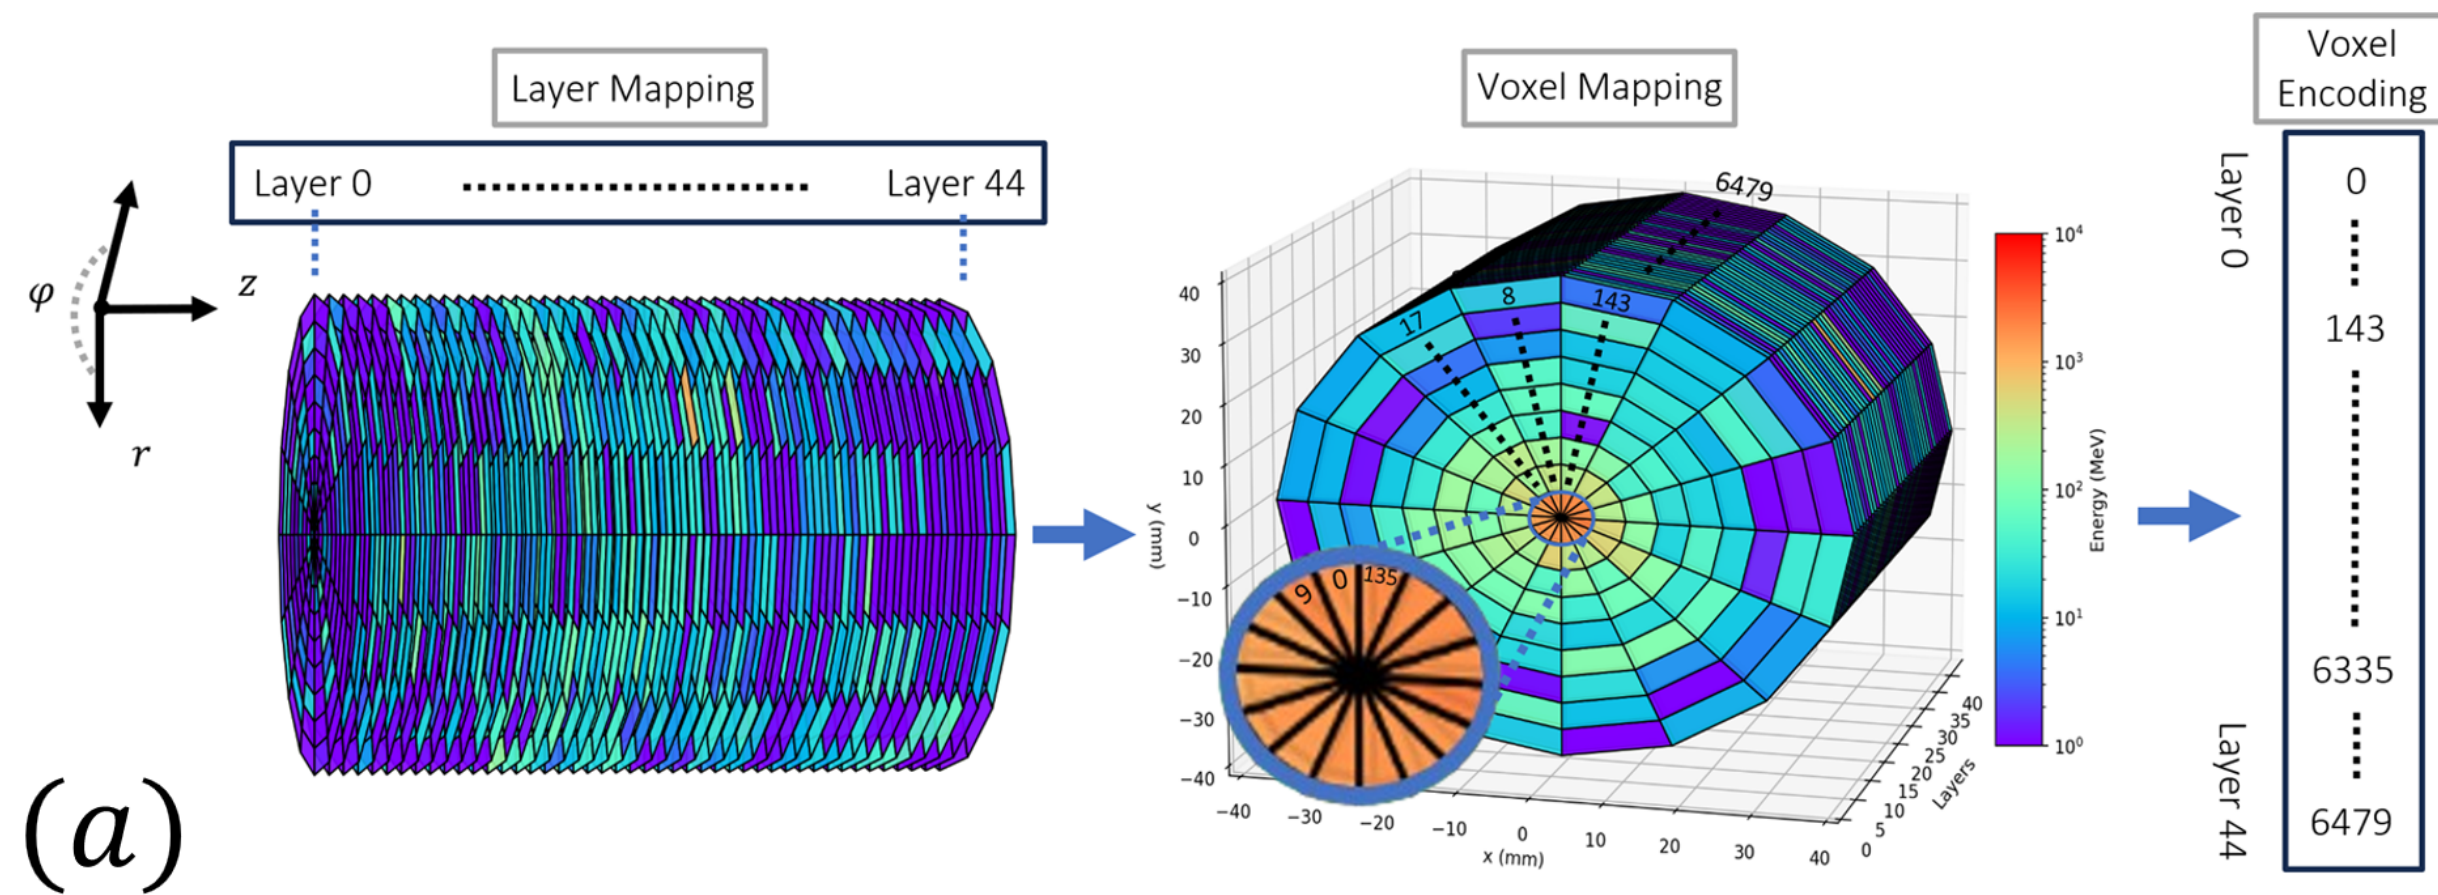 Layer Mapping
Layer 0
Layer 44
φ
z
r
(a)
Voxel Mapping
6479
17
8
143
9
0
135
40
30
20
10
0
−10
−20
−30
−40
y (mm)
−40
−30
−20
−10
0
10
20
30
40
x (mm)
0
5
10
15
20
25
30
35
40
Layers
10⁴
10³
10²
10¹
10⁰
Energy (MeV)
Voxel
Encoding
Layer 0
Layer 44
0
143
6335
6479